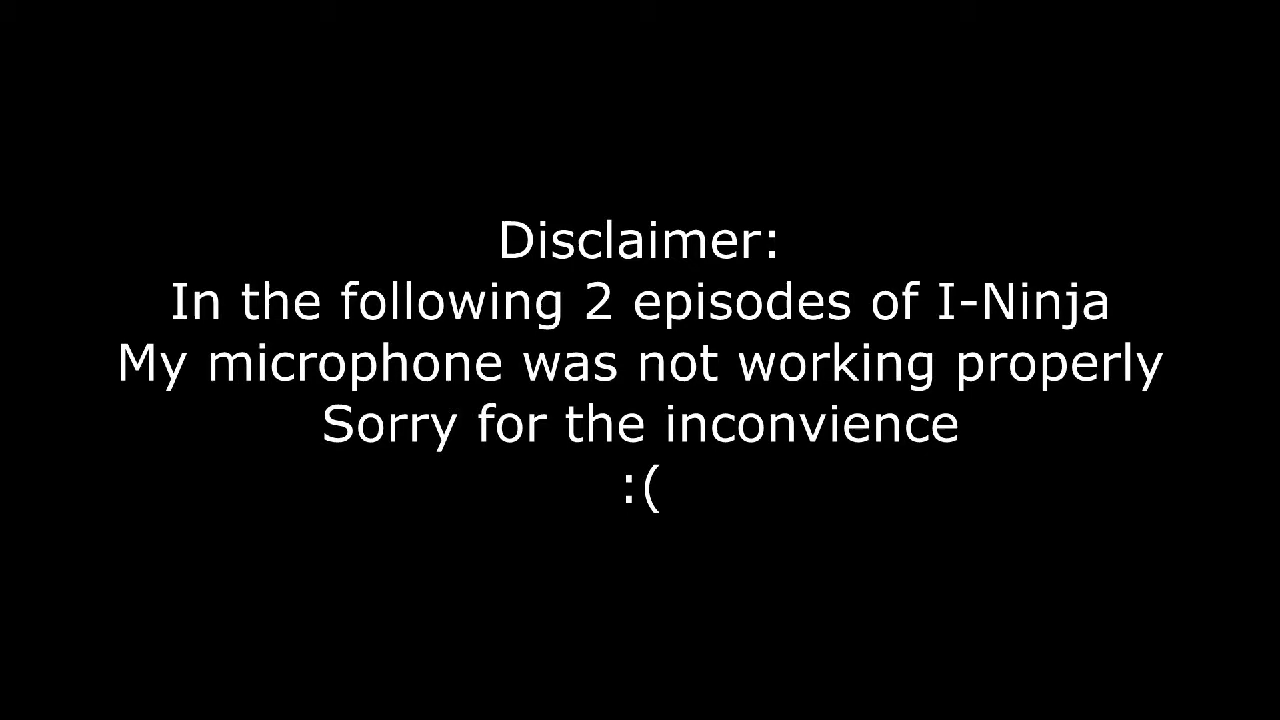 Disclaimer:
In the following 2 episodes of I-Ninja
My microphone was not working properly
Sorry for the inconvience
:(